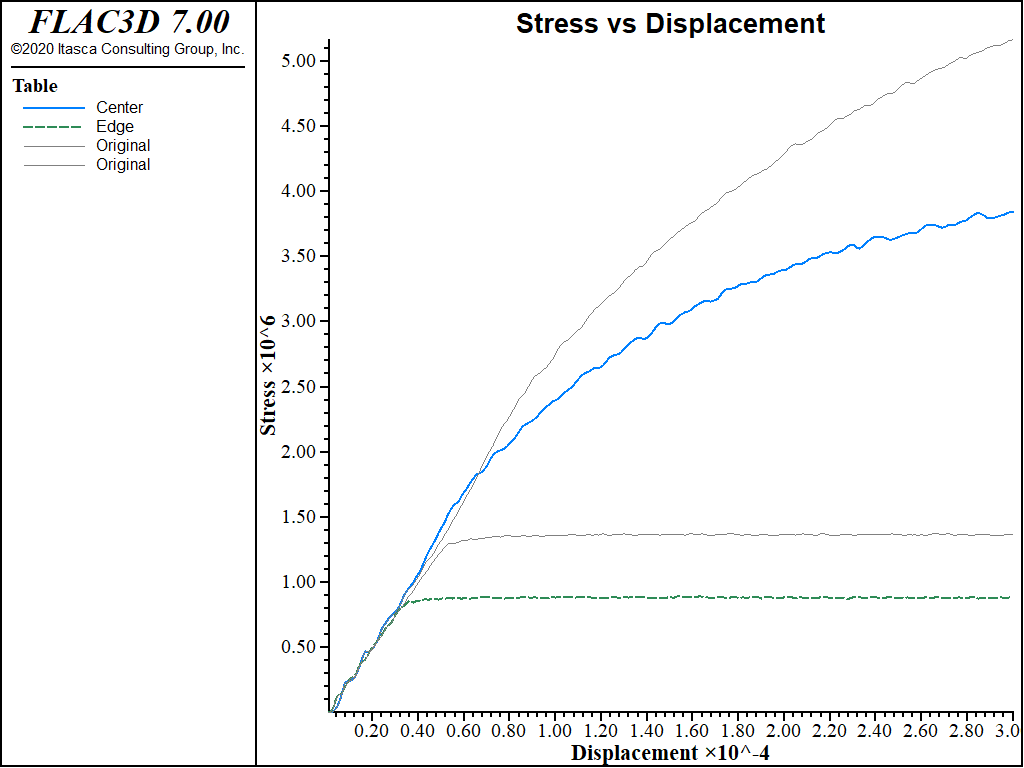 FLAC3D 7.00
©2020 Itasca Consulting Group, Inc.
Table
Center
Edge
Original
Original
Stress vs Displacement
5.00
4.50
4.00
3.50
3.00
2.50
2.00
1.50
1.00
0.50
Stress ×10^6
0.20 0.40 0.60 0.80 1.00 1.20 1.40 1.60 1.80 2.00 2.20 2.40 2.60 2.80 3.0
Displacement ×10^-4